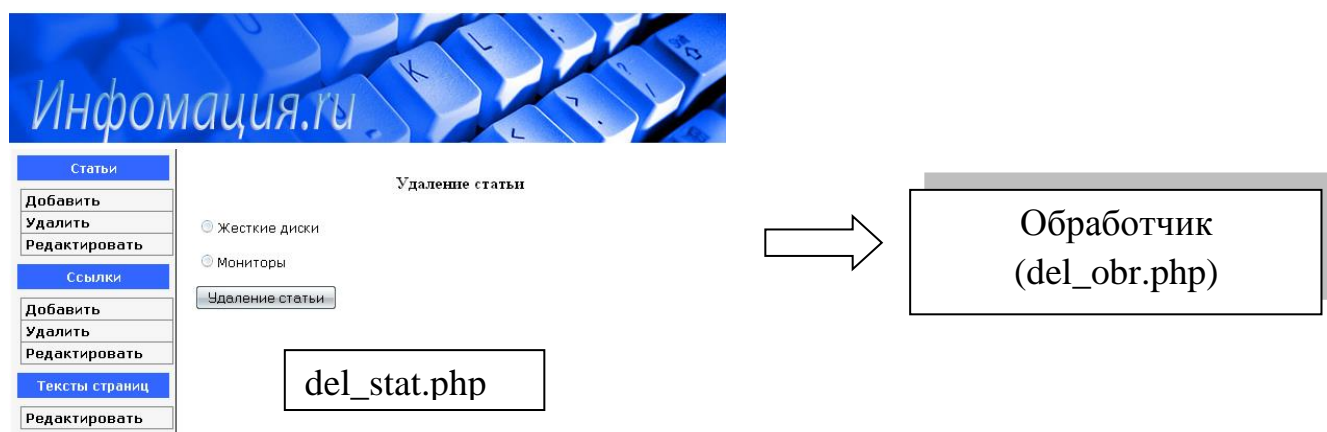 Инфомация.ru
Статьи
Добавить
Удалить
Редактировать
Ссылки
Добавить
Удалить
Редактировать
Тексты страниц
Редактировать
Удаление статьи
Жесткие диски
Мониторы
Удаление статьи
del_stat.php
Обработчик
(del_obr.php)